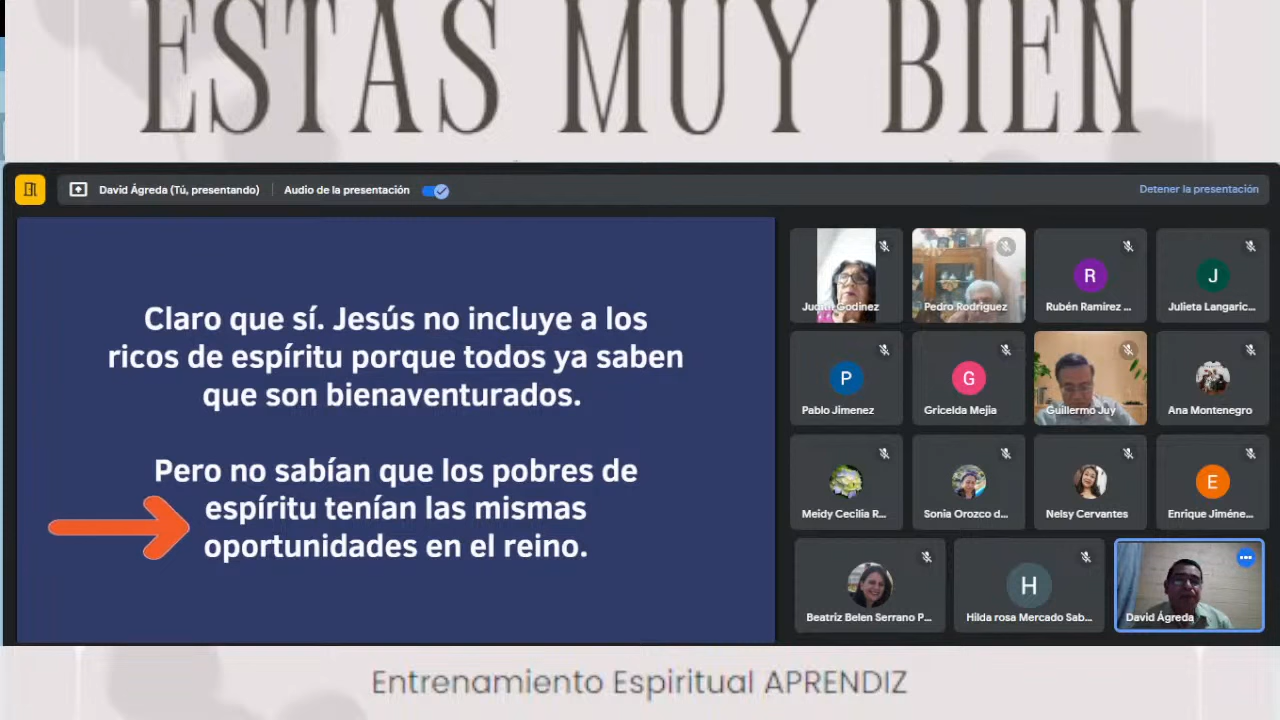 ESTAS MUY BIEN
David Ágreda (Tú, presentando)
Audio de la presentación
Detener la presentación
Claro que sí. Jesús no incluye a los
ricos de espíritu porque todos ya saben
que son bienaventurados.
Pero no sabían que los pobres de
espíritu tenían las mismas
oportunidades en el reino.
Judith Godinez
Pedro Rodriguez
R
Rubén Ramirez ...
J
Julieta Langaric...
P
Pablo Jimenez
G
Gricelda Mejia
Guillermo Juy
Ana Montenegro
Meidy Cecilia R...
Sonia Orozco d...
Nelsy Cervantes
E
Enrique Jiméne...
Beatriz Belen Serrano P...
H
Hilda rosa Mercado Sab...
David Ágreda
Entrenamiento Espiritual APRENDIZ